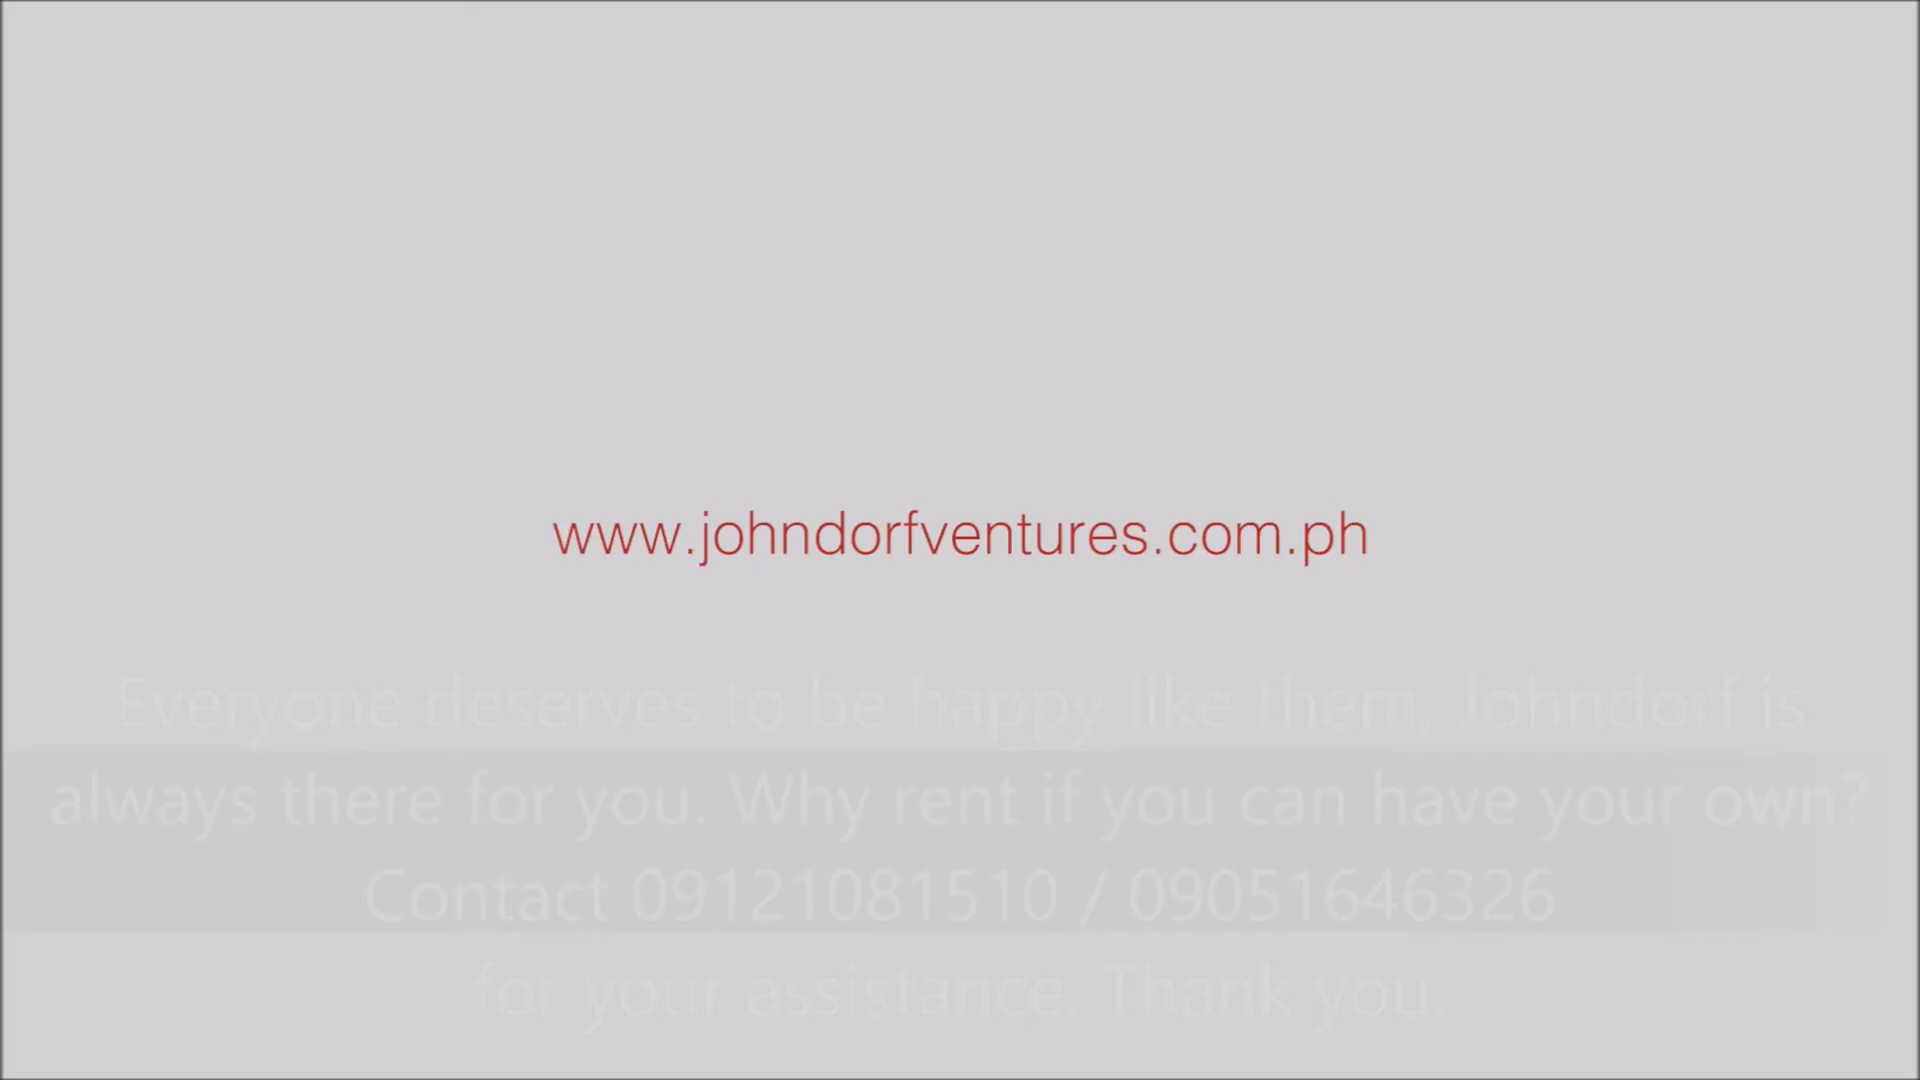 www.johndorfventures.com.ph
Everyone deserves to be happy like them, Johndorf is
always there for you. Why rent if you can have your own?
Contact 09121081510 / 09051646326
for your assistance. Thank you.